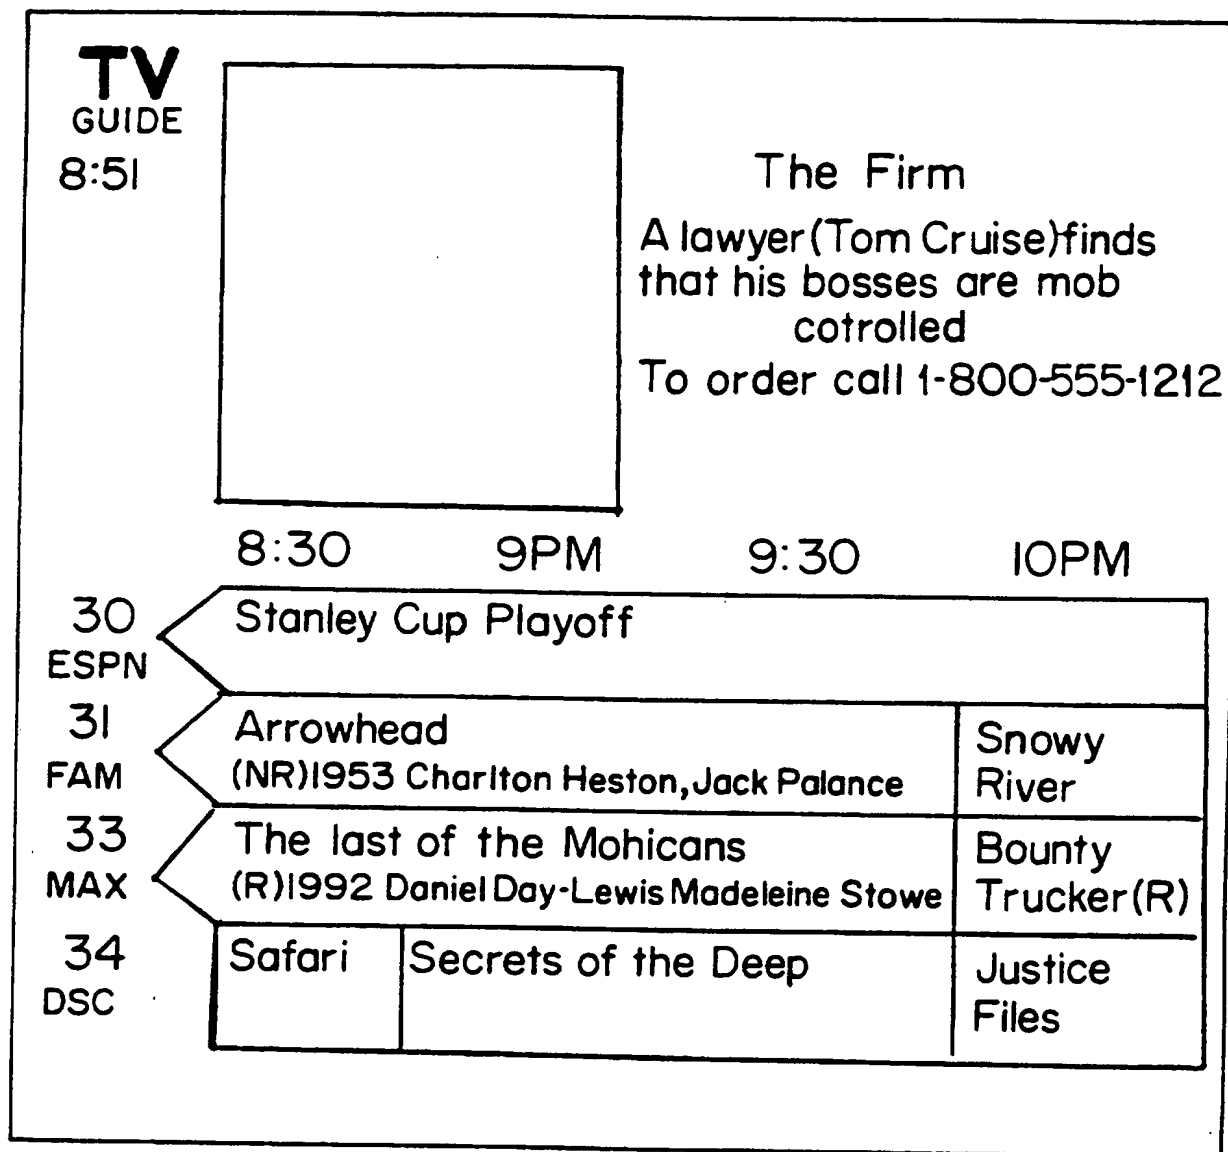 TV
GUIDE
8:51
The Firm
A lawyer(Tom Cruise)finds
that his bosses are mob
cotrolled
To order call 1-800-555-1212
8:30 9PM 9:30 10PM
30 Stanley Cup Playoff
ESPN
31 Arrowhead Snowy
FAM (NR)1953 Charlton Heston,Jack Palance River
33 The last of the Mohicans Bounty
MAX (R)1992 Daniel Day-Lewis Madeleine Stowe Trucker(R)
34 Safari Secrets of the Deep Justice
DSC Files